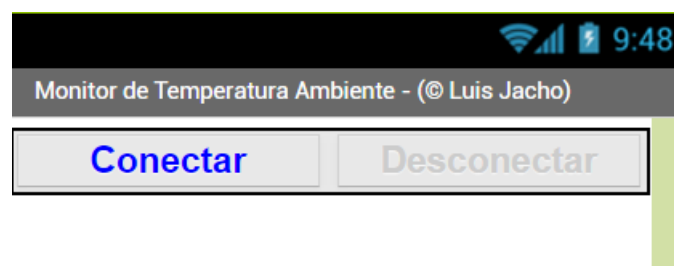 9:48
Monitor de Temperatura Ambiente - (© Luis Jacho)
Conectar Desconectar